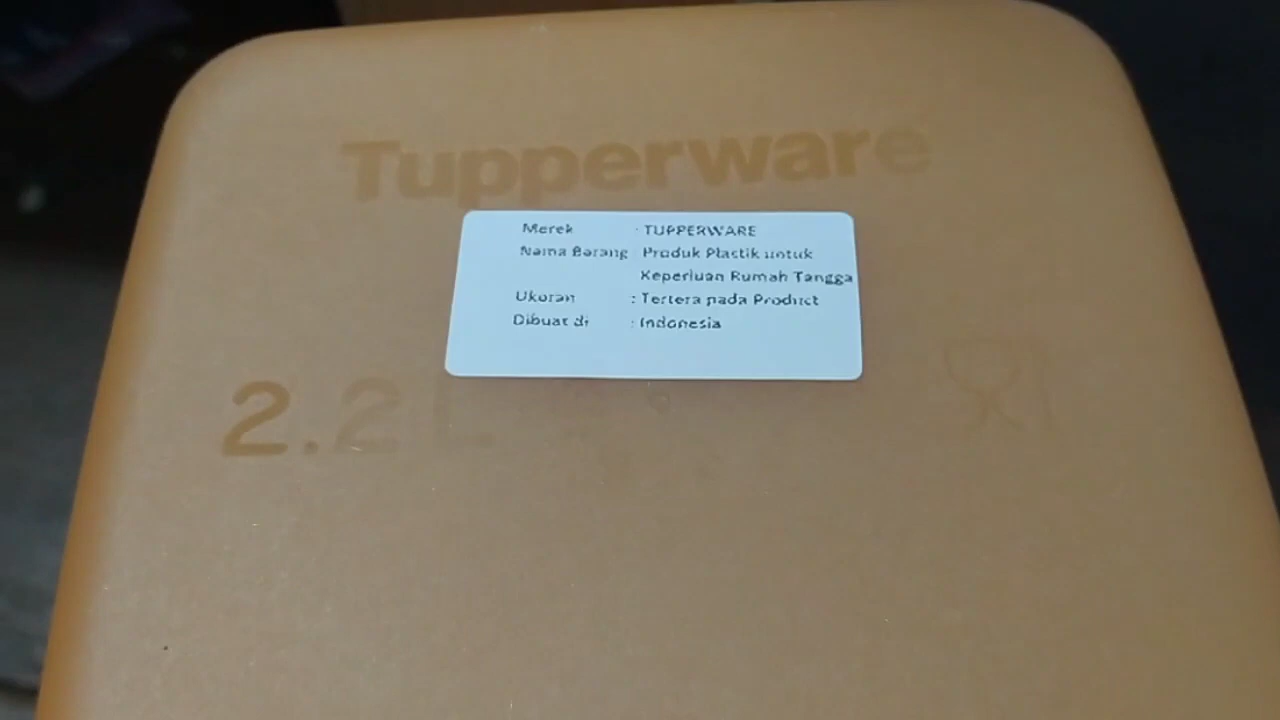 Tupperware
Merek : TUPPERWARE
Nama Barang : Produk Plastik untuk
Keperluan Rumah Tangga
Ukuran : Tertera pada Product
Dibuat di : Indonesia
2.2L